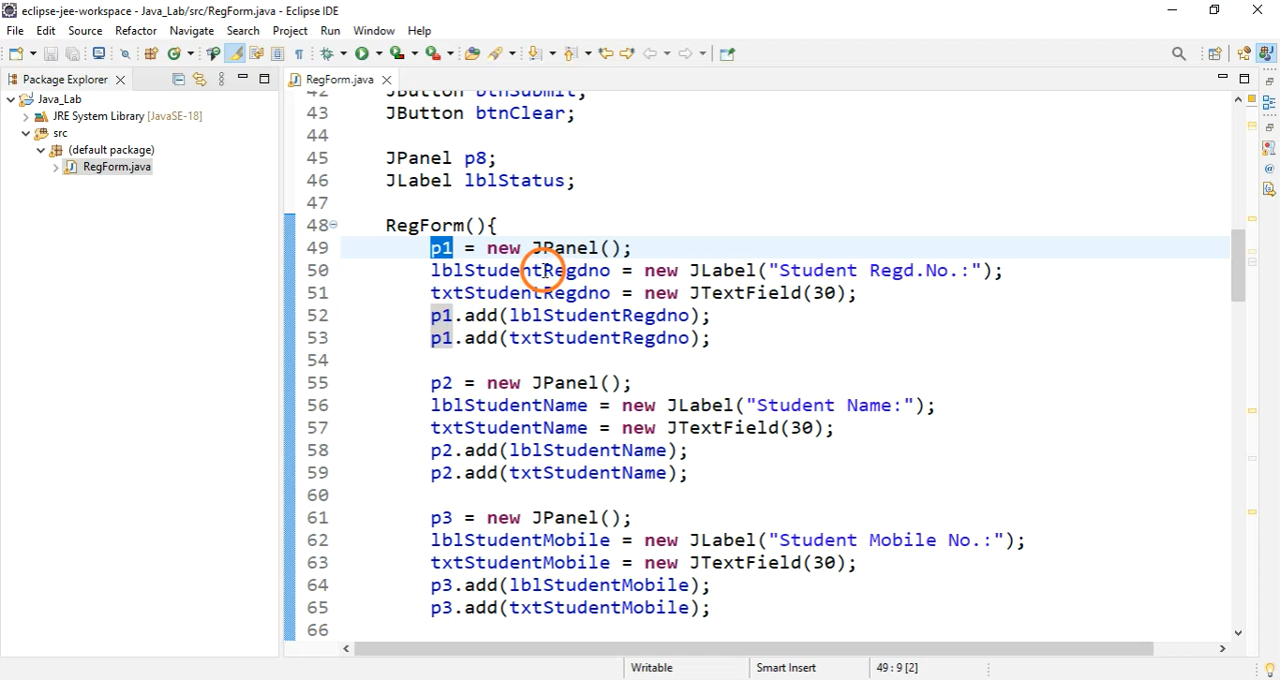 eclipse-jee-workspace - Java_Lab/src/RegForm.java - Eclipse IDE
File Edit Source Refactor Navigate Search Project Run Window Help
Package Explorer
RegForm.java
Java_Lab
JRE System Library [JavaSE-18]
src
(default package)
RegForm.java
42 JButton btnSubmit;
43 JButton btnClear;
44
45 JPanel p8;
46 JLabel lblStatus;
47
48 RegForm(){
49 p1 = new JPanel();
50 lblStudentRegdno = new JLabel("Student Regd.No.:");
51 txtStudentRegdno = new JTextField(30);
52 p1.add(lblStudentRegdno);
53 p1.add(txtStudentRegdno);
54
55 p2 = new JPanel();
56 lblStudentName = new JLabel("Student Name:");
57 txtStudentName = new JTextField(30);
58 p2.add(lblStudentName);
59 p2.add(txtStudentName);
60
61 p3 = new JPanel();
62 lblStudentMobile = new JLabel("Student Mobile No.:");
63 txtStudentMobile = new JTextField(30);
64 p3.add(lblStudentMobile);
65 p3.add(txtStudentMobile);
66
Writable Smart Insert 49 : 9 [2]